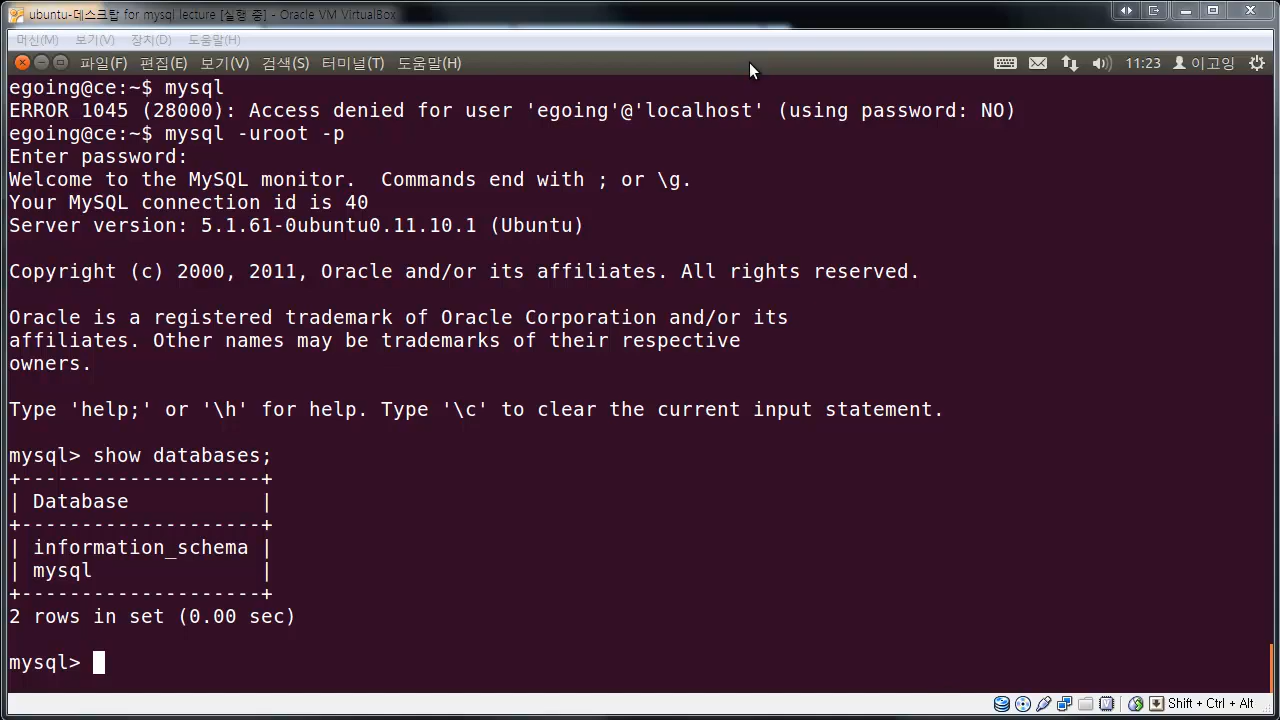 ubuntu-데스크탑 for mysql lecture [실행 중] - Oracle VM VirtualBox
머신(M) 보기(V) 장치(D) 도움말(H)
파일(F) 편집(E) 보기(V) 검색(S) 터미널(T) 도움말(H) 11:23 이고잉
egoing@ce:~$ mysql
ERROR 1045 (28000): Access denied for user 'egoing'@'localhost' (using password: NO)
egoing@ce:~$ mysql -uroot -p
Enter password:
Welcome to the MySQL monitor.  Commands end with ; or \g.
Your MySQL connection id is 40
Server version: 5.1.61-0ubuntu0.11.10.1 (Ubuntu)
Copyright (c) 2000, 2011, Oracle and/or its affiliates. All rights reserved.
Oracle is a registered trademark of Oracle Corporation and/or its
affiliates. Other names may be trademarks of their respective
owners.
Type 'help;' or '\h' for help. Type '\c' to clear the current input statement.
mysql> show databases;
+--------------------+
| Database           |
+--------------------+
| information_schema |
| mysql              |
+--------------------+
2 rows in set (0.00 sec)
mysql>
Shift + Ctrl + Alt